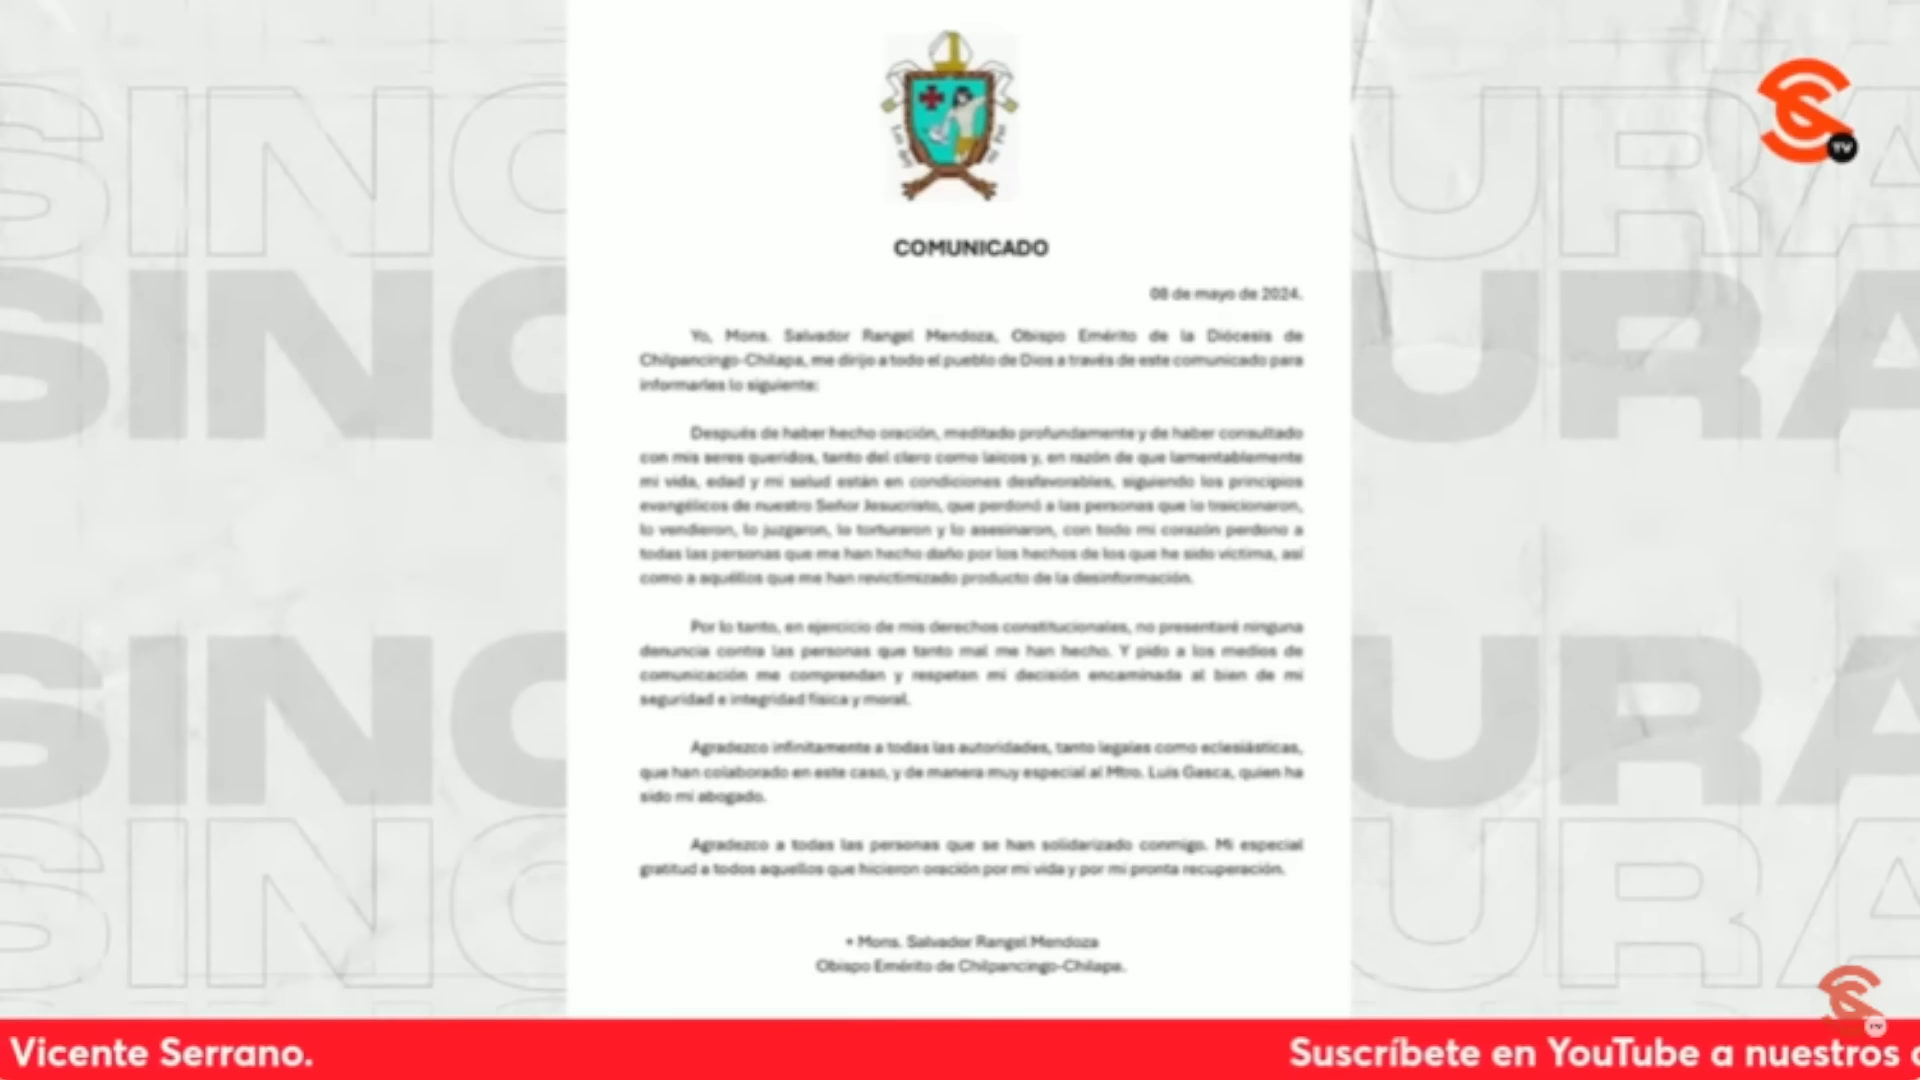 SINC
URA
SINC
URA
TV
COMUNICADO
08 de mayo de 2024.
Yo, Mons. Salvador Rangel Mendoza, Obispo Emérito de la Diócesis de
Chilpancingo-Chilapa, me dirijo a todo el pueblo de Dios a través de este comunicado para
informarles lo siguiente:
Después de haber hecho oración, meditado profundamente y de haber consultado
con mis seres queridos, tanto del clero como laicos y, en razón de que lamentablemente
mi vida, edad y mi salud están en condiciones desfavorables, siguiendo los principios
evangélicos de nuestro Señor Jesucristo, que perdonó a las personas que lo traicionaron,
lo vendieron, lo juzgaron, lo torturaron y lo asesinaron, con todo mi corazón perdono a
todas las personas que me han hecho daño por los hechos de los que he sido víctima, así
como a aquéllos que me han revictimizado producto de la desinformación.
Por lo tanto, en ejercicio de mis derechos constitucionales, no presentaré ninguna
denuncia contra las personas que tanto mal me han hecho. Y pido a los medios de
comunicación me comprendan y respeten mi decisión encaminada al bien de mi
seguridad e integridad física y moral.
Agradezco infinitamente a todas las autoridades, tanto legales como eclesiásticas,
que han colaborado en este caso, y de manera muy especial al Mtro. Luis Gasca, quien ha
sido mi abogado.
Agradezco a todas las personas que se han solidarizado conmigo. Mi especial
gratitud a todos aquellos que hicieron oración por mi vida y por mi pronta recuperación.
+ Mons. Salvador Rangel Mendoza
Obispo Emérito de Chilpancingo-Chilapa.
SINC
URA
SINC
URA
TV
Vicente Serrano.
Suscríbete en YouTube a nuestros